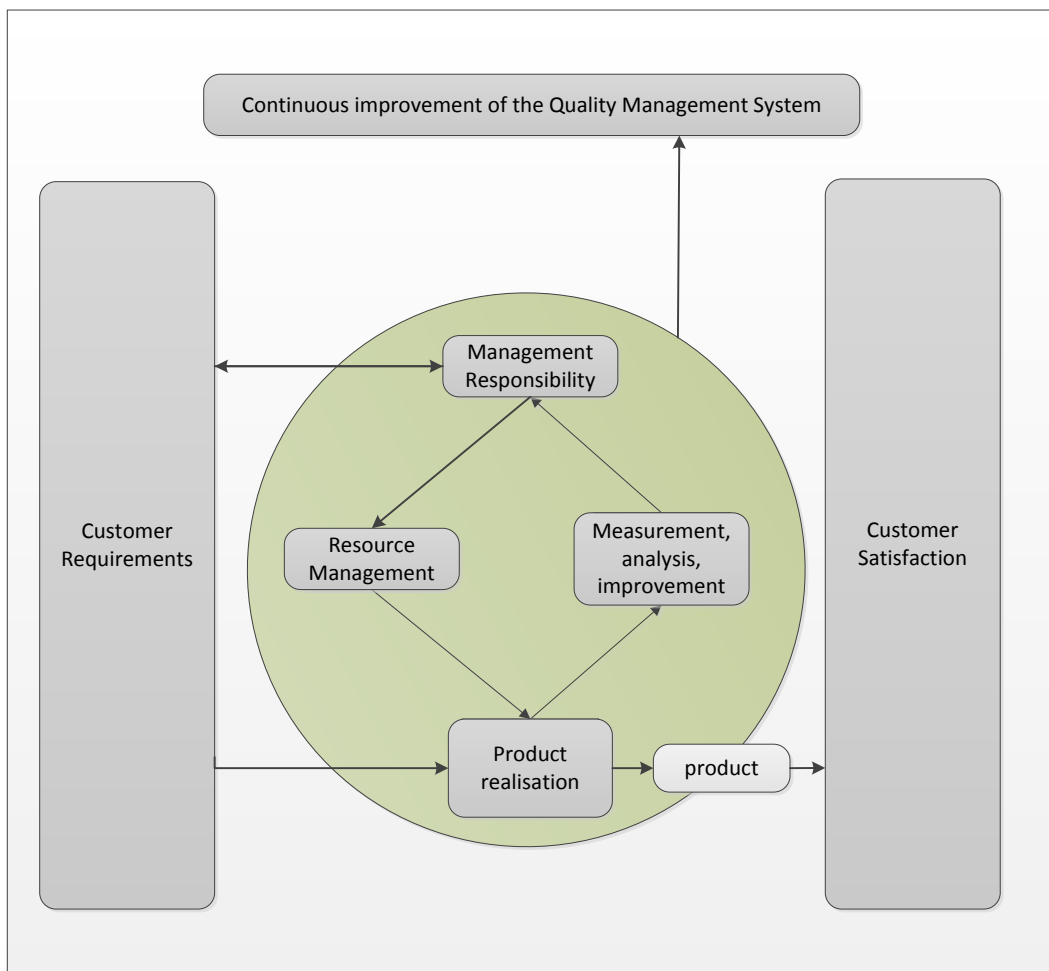 Continuous improvement of the Quality Management System
Management
Responsibility
Customer
Requirements
Resource
Management
Measurement,
analysis,
improvement
Customer
Satisfaction
Product
realisation
product